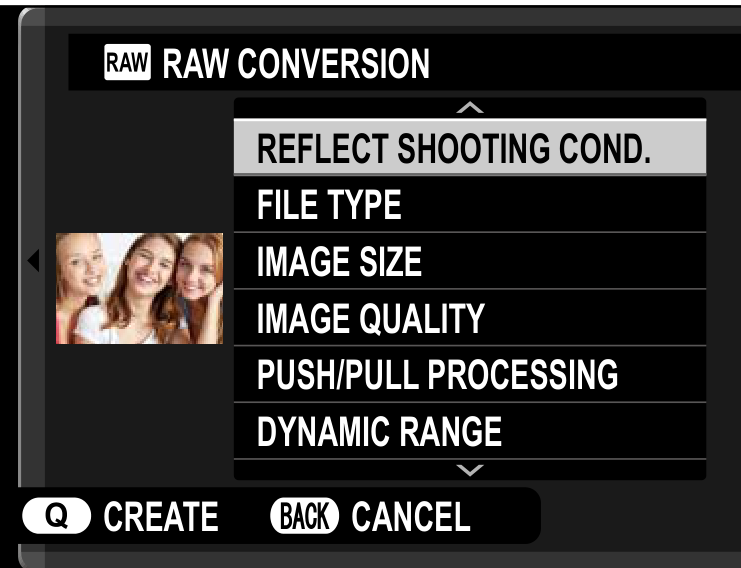 RAW RAW CONVERSION
REFLECT SHOOTING COND.
FILE TYPE
IMAGE SIZE
IMAGE QUALITY
PUSH/PULL PROCESSING
DYNAMIC RANGE
Q CREATE BACK CANCEL